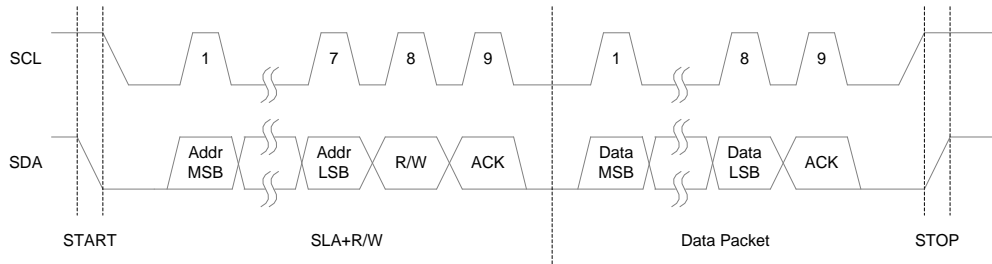 SCL 1 7 8 9 1 8 9
SDA Addr MSB Addr LSB R/W ACK Data MSB Data LSB ACK
START SLA+R/W Data Packet STOP